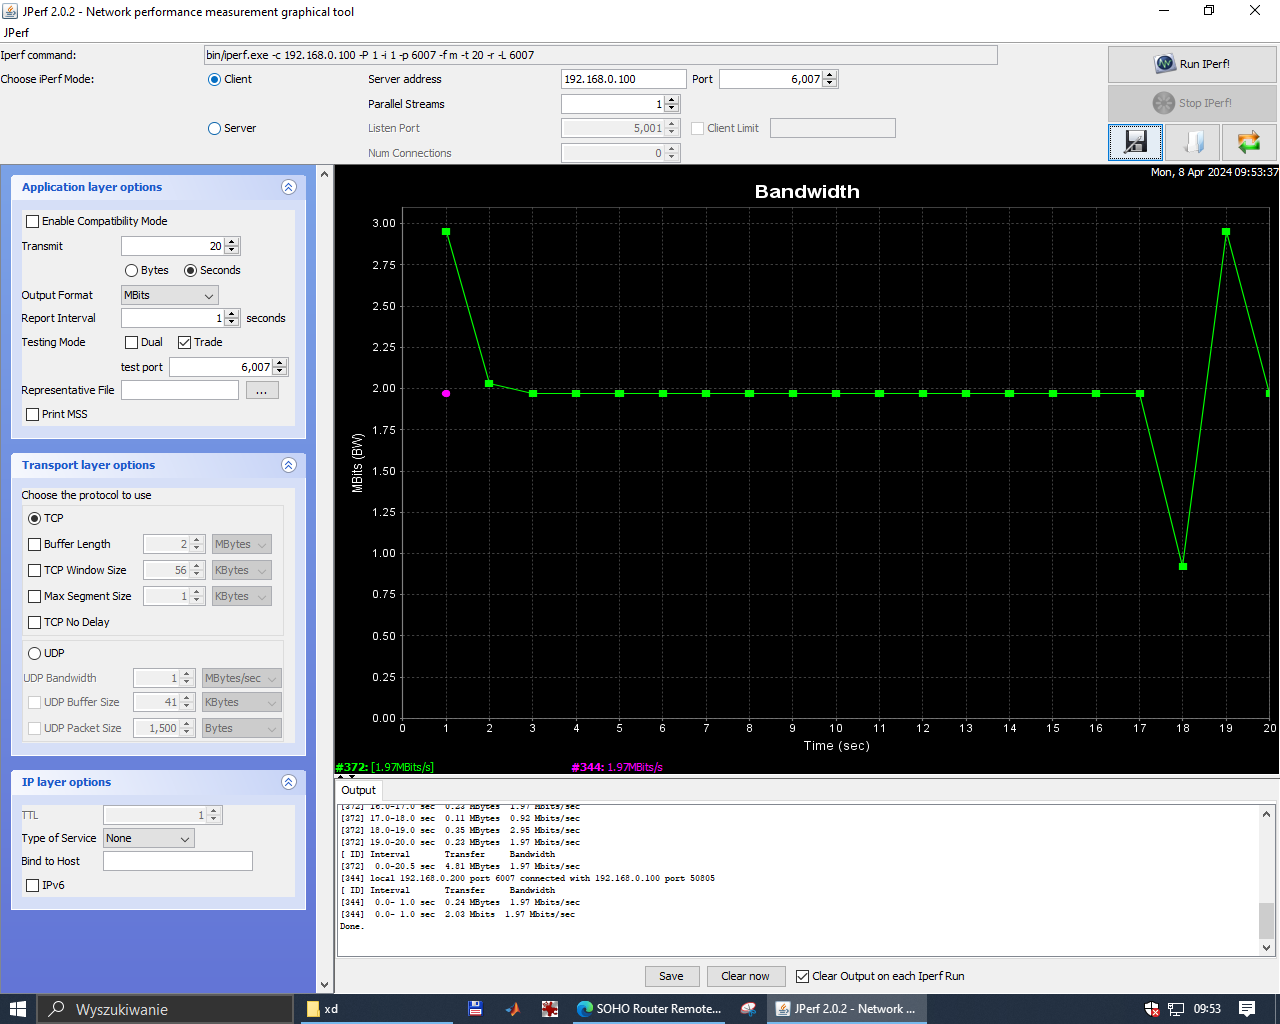 JPerf 2.0.2 - Network performance measurement graphical tool
JPerf
Iperf command: bin/iperf.exe -c 192.168.0.100 -P 1 -i 1 -p 6007 -f m -t 20 -r -L 6007
Choose iPerf Mode: Client Server address 192.168.0.100 Port 6,007
Parallel Streams 1
Server Listen Port 5,001 Client Limit
Num Connections 0
Run IPerf!
Stop IPerf!
Application layer options
Enable Compatibility Mode
Transmit 20
Bytes Seconds
Output Format MBits
Report Interval 1 seconds
Testing Mode Dual Trade
test port 6,007
Representative File ...
Print MSS
Transport layer options
Choose the protocol to use
TCP
Buffer Length 2 MBytes
TCP Window Size 56 KBytes
Max Segment Size 1 KBytes
TCP No Delay
UDP
UDP Bandwidth 1 MBytes/sec
UDP Buffer Size 41 KBytes
UDP Packet Size 1,500 Bytes
IP layer options
TTL 1
Type of Service None
Bind to Host
IPv6
Mon, 8 Apr 2024 09:53:37
Bandwidth
3.00
2.75
2.50
2.25
2.00
1.75
1.50
1.25
1.00
0.75
0.50
0.25
0.00
MBits (BW)
0 1 2 3 4 5 6 7 8 9 10 11 12 13 14 15 16 17 18 19 20
Time (sec)
#372: [1.97MBits/s] #344: 1.97MBits/s
Output
[372] 16.0-17.0 sec 0.23 MBytes 1.97 Mbits/sec
[372] 17.0-18.0 sec 0.11 MBytes 0.92 Mbits/sec
[372] 18.0-19.0 sec 0.35 MBytes 2.95 Mbits/sec
[372] 19.0-20.0 sec 0.23 MBytes 1.97 Mbits/sec
[ ID] Interval Transfer Bandwidth
[372] 0.0-20.5 sec 4.81 MBytes 1.97 Mbits/sec
[344] local 192.168.0.200 port 6007 connected with 192.168.0.100 port 50805
[ ID] Interval Transfer Bandwidth
[344] 0.0- 1.0 sec 0.24 MBytes 1.97 Mbits/sec
[344] 0.0- 1.0 sec 2.03 Mbits 1.97 Mbits/sec
Done.
Save Clear now Clear Output on each Iperf Run
Wyszukiwanie xd SOHO Router Remote... JPerf 2.0.2 - Network ... 09:53